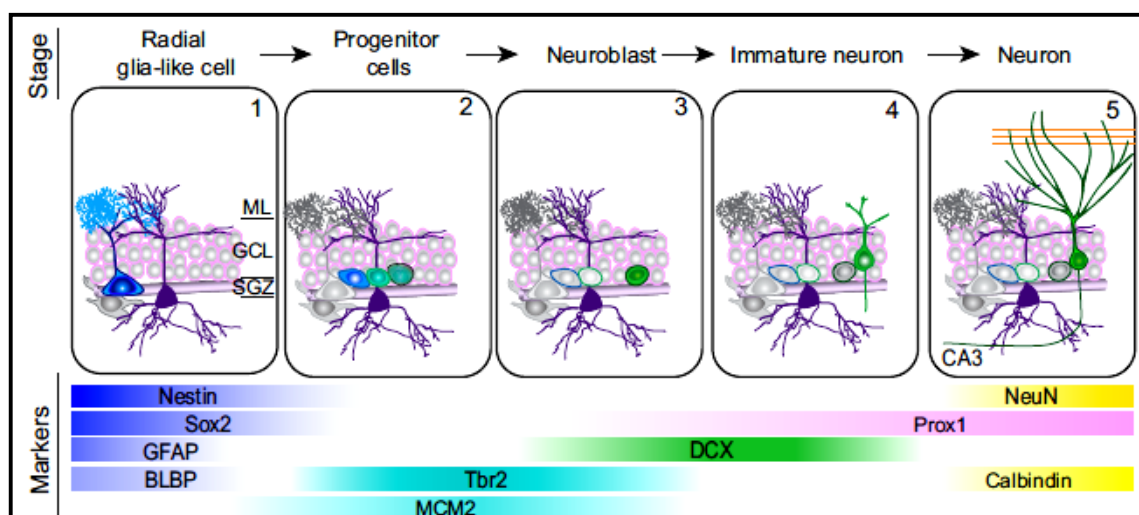 Stage
Radial
glia-like cell
Progenitor
cells
Neuroblast
Immature neuron
Neuron
1
2
3
4
5
ML
GCL
SGZ
CA3
Markers
Nestin
NeuN
Sox2
Prox1
GFAP
DCX
BLBP
Tbr2
Calbindin
MCM2